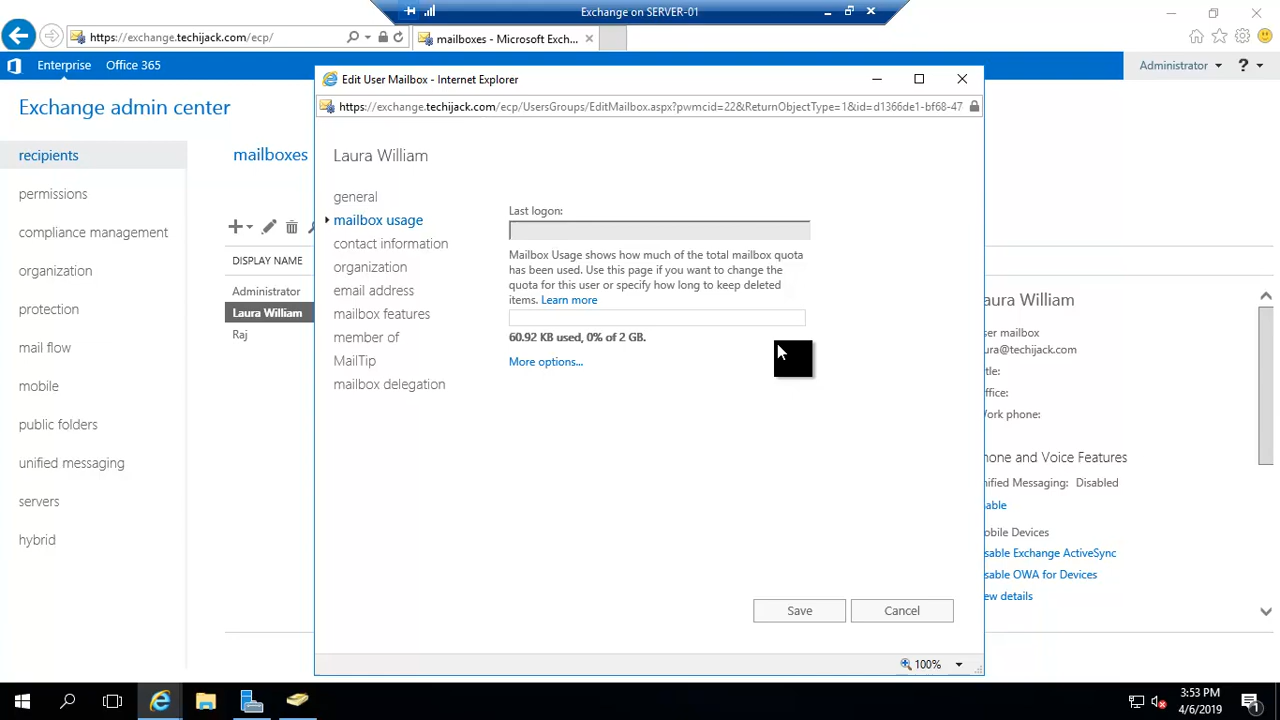 Exchange on SERVER-01
https://exchange.techijack.com/ecp/
mailboxes - Microsoft Exch...
Enterprise
Office 365
Administrator
?
Exchange admin center
recipients
permissions
compliance management
organization
protection
mail flow
mobile
public folders
unified messaging
servers
hybrid
mailboxes
DISPLAY NAME
Administrator
Laura William
Raj
Edit User Mailbox - Internet Explorer
https://exchange.techijack.com/ecp/UsersGroups/EditMailbox.aspx?pwmcid=22&ReturnObjectType=1&id=d1366de1-bf68-47
Laura William
general
mailbox usage
contact information
organization
email address
mailbox features
member of
MailTip
mailbox delegation
Last logon:
Mailbox Usage shows how much of the total mailbox quota
has been used. Use this page if you want to change the
quota for this user or specify how long to keep deleted
items. Learn more
60.92 KB used, 0% of 2 GB.
More options...
Save
Cancel
100%
aura William
ser mailbox
ura@techijack.com
itle:
ffice:
Work phone:
hone and Voice Features
nified Messaging: Disabled
able
obile Devices
sable Exchange ActiveSync
sable OWA for Devices
ew details
3:53 PM
4/6/2019
1